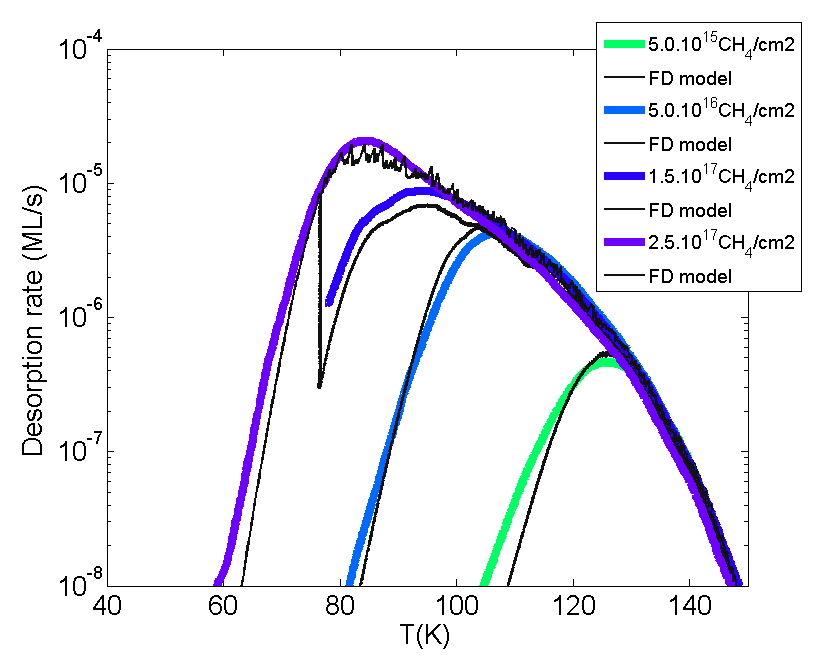 10^-4
10^-5
10^-6
10^-7
10^-8
Desorption rate (ML/s)
40 60 80 100 120 140
T(K)
5.0.10^15CH_4/cm2
FD model
5.0.10^16CH_4/cm2
FD model
1.5.10^17CH_4/cm2
FD model
2.5.10^17CH_4/cm2
FD model